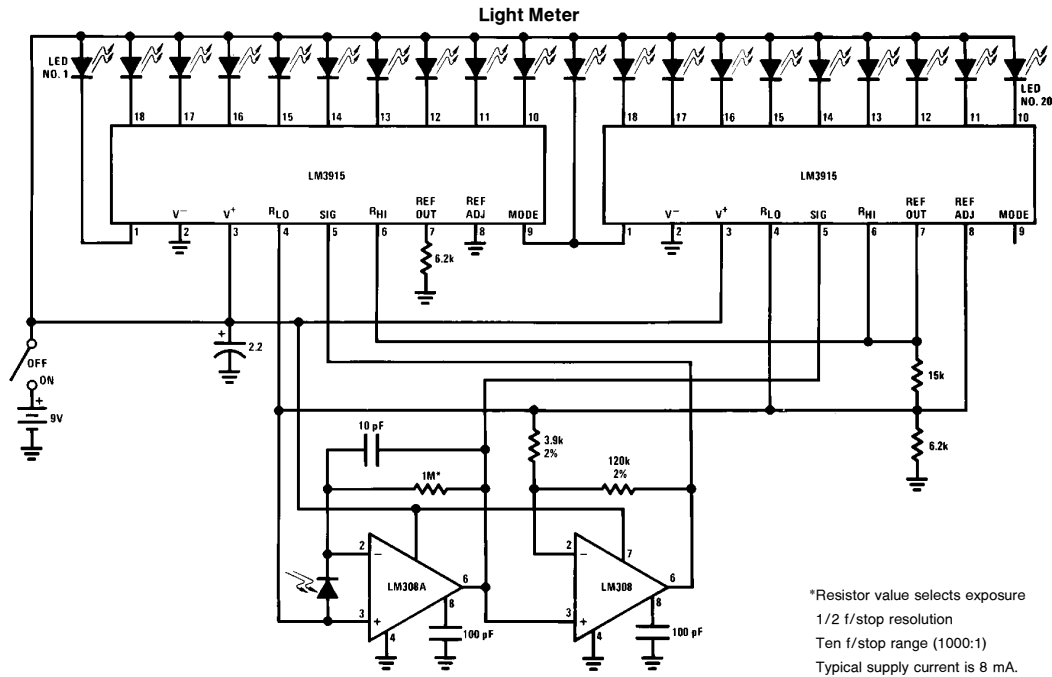 Light Meter
LED
NO. 1
LED
NO. 20
18
17
16
15
14
13
12
11
10
18
17
16
15
14
13
12
11
10
LM3915
LM3915
V−
V+
RLO
SIG
RHI
REF
OUT
REF
ADJ
MODE
V−
V+
RLO
SIG
RHI
REF
OUT
REF
ADJ
MODE
1
2
3
4
5
6
7
8
9
1
2
3
4
5
6
7
8
9
6.2k
+
2.2
OFF
ON
+
9V
15k
6.2k
10 pF
3.9k
2%
120k
2%
1M*
2
−
3
+
LM308A
6
8
4
100 pF
2
−
3
+
LM308
7
6
8
4
100 pF
*Resistor value selects exposure
1/2 f/stop resolution
Ten f/stop range (1000:1)
Typical supply current is 8 mA.